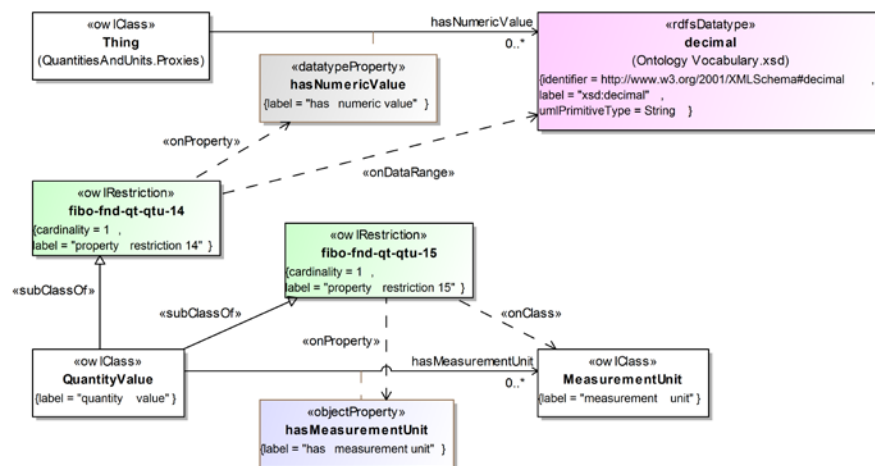 «owlClass»
Thing
(QuantitiesAndUnits.Proxies)
hasNumericValue
0..*
«rdfsDatatype»
decimal
(Ontology Vocabulary.xsd)
{identifier = http://www.w3.org/2001/XMLSchema#decimal ,
label = "xsd:decimal" ,
umlPrimitiveType = String }
«datatypeProperty»
hasNumericValue
{label = "has numeric value" }
«onProperty»
«onDataRange»
«owlRestriction»
fibo-fnd-qt-qtu-14
{cardinality = 1 ,
label = "property restriction 14" }
«owlRestriction»
fibo-fnd-qt-qtu-15
{cardinality = 1 ,
label = "property restriction 15" }
«subClassOf»
«subClassOf»
«onClass»
«onProperty»
«owlClass»
QuantityValue
{label = "quantity value" }
hasMeasurementUnit
0..*
«owlClass»
MeasurementUnit
{label = "measurement unit" }
«objectProperty»
hasMeasurementUnit
{label = "has measurement unit" }